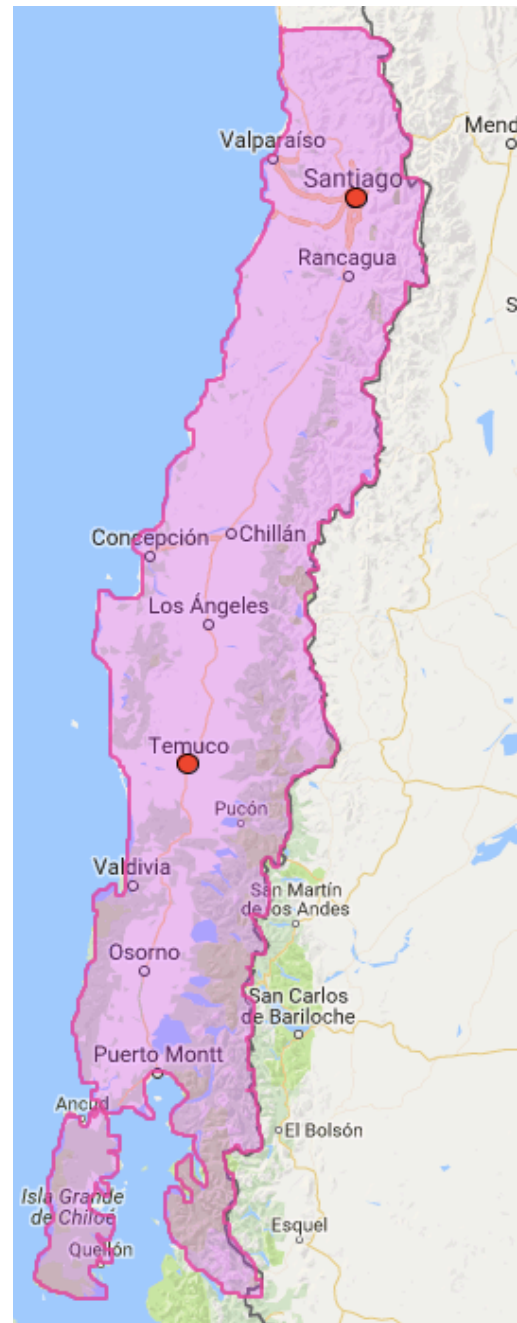 Valparaíso
Mend
Santiago
Rancagua
S
Concepción
Chillán
Los Ángeles
Temuco
Pucón
Valdivia
San Martín
de los Andes
Osorno
San Carlos
de Bariloche
Puerto Montt
Ancud
El Bolsón
Isla Grande
de Chiloé
Esquel
Quellón